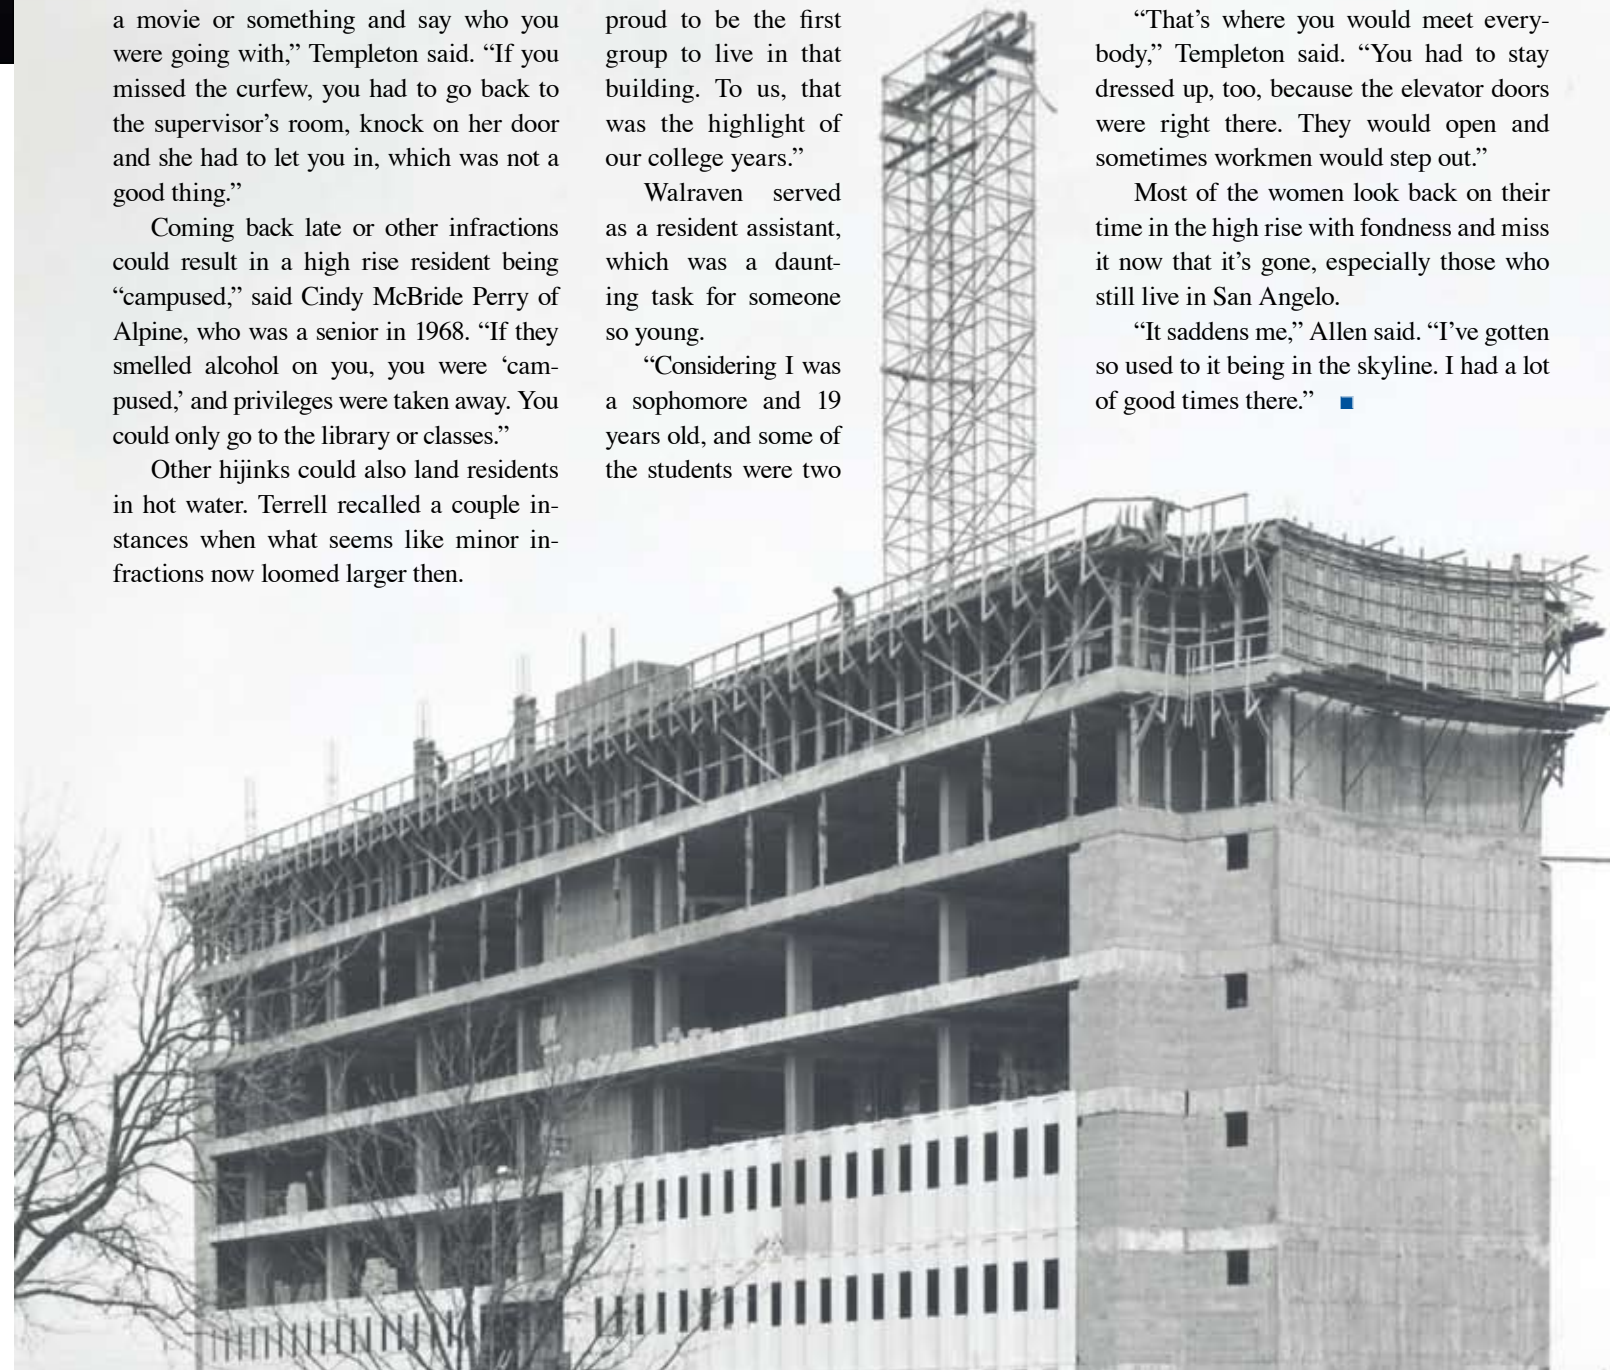 a movie or something and say who you
were going with,” Templeton said. “If you
missed the curfew, you had to go back to
the supervisor’s room, knock on her door
and she had to let you in, which was not a
good thing.”
Coming back late or other infractions
could result in a high rise resident being
“campused,” said Cindy McBride Perry of
Alpine, who was a senior in 1968. “If they
smelled alcohol on you, you were ‘cam-
pused,’ and privileges were taken away. You
could only go to the library or classes.”
Other hijinks could also land residents
in hot water. Terrell recalled a couple in-
stances when what seems like minor in-
fractions now loomed larger then.
proud to be the first
group to live in that
building. To us, that
was the highlight of
our college years.”
Walraven served
as a resident assistant,
which was a daunt-
ing task for someone
so young.
“Considering I was
a sophomore and 19
years old, and some of
the students were two
“That’s where you would meet every-
body,” Templeton said. “You had to stay
dressed up, too, because the elevator doors
were right there. They would open and
sometimes workmen would step out.”
Most of the women look back on their
time in the high rise with fondness and miss
it now that it’s gone, especially those who
still live in San Angelo.
“It saddens me,” Allen said. “I’ve gotten
so used to it being in the skyline. I had a lot
of good times there.”